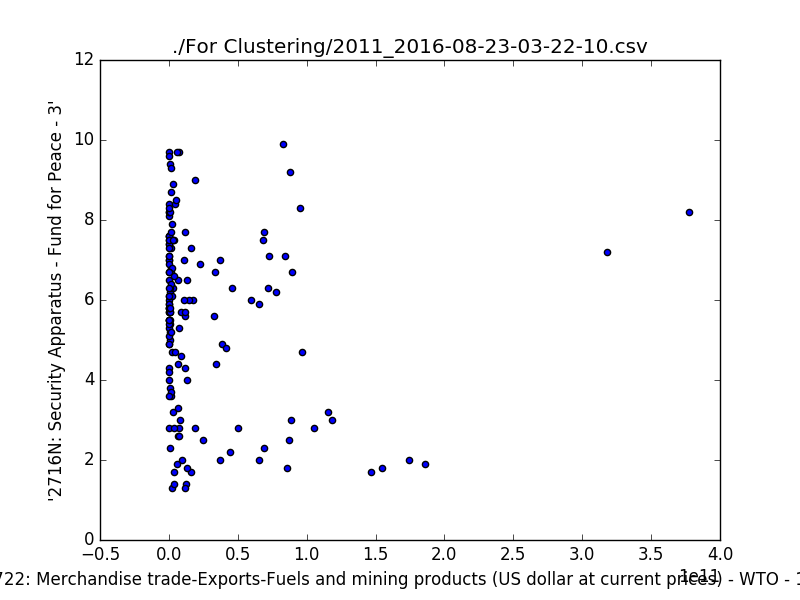 ./For Clustering/2011_2016-08-23-03-22-10.csv
12
10
8
6
4
2
0
'2716N: Security Apparatus - Fund for Peace - 3'
−0.5 0.0 0.5 1.0 1.5 2.0 2.5 3.0 3.5 4.0
1e11
722: Merchandise trade-Exports-Fuels and mining products (US dollar at current prices) - WTO - 1